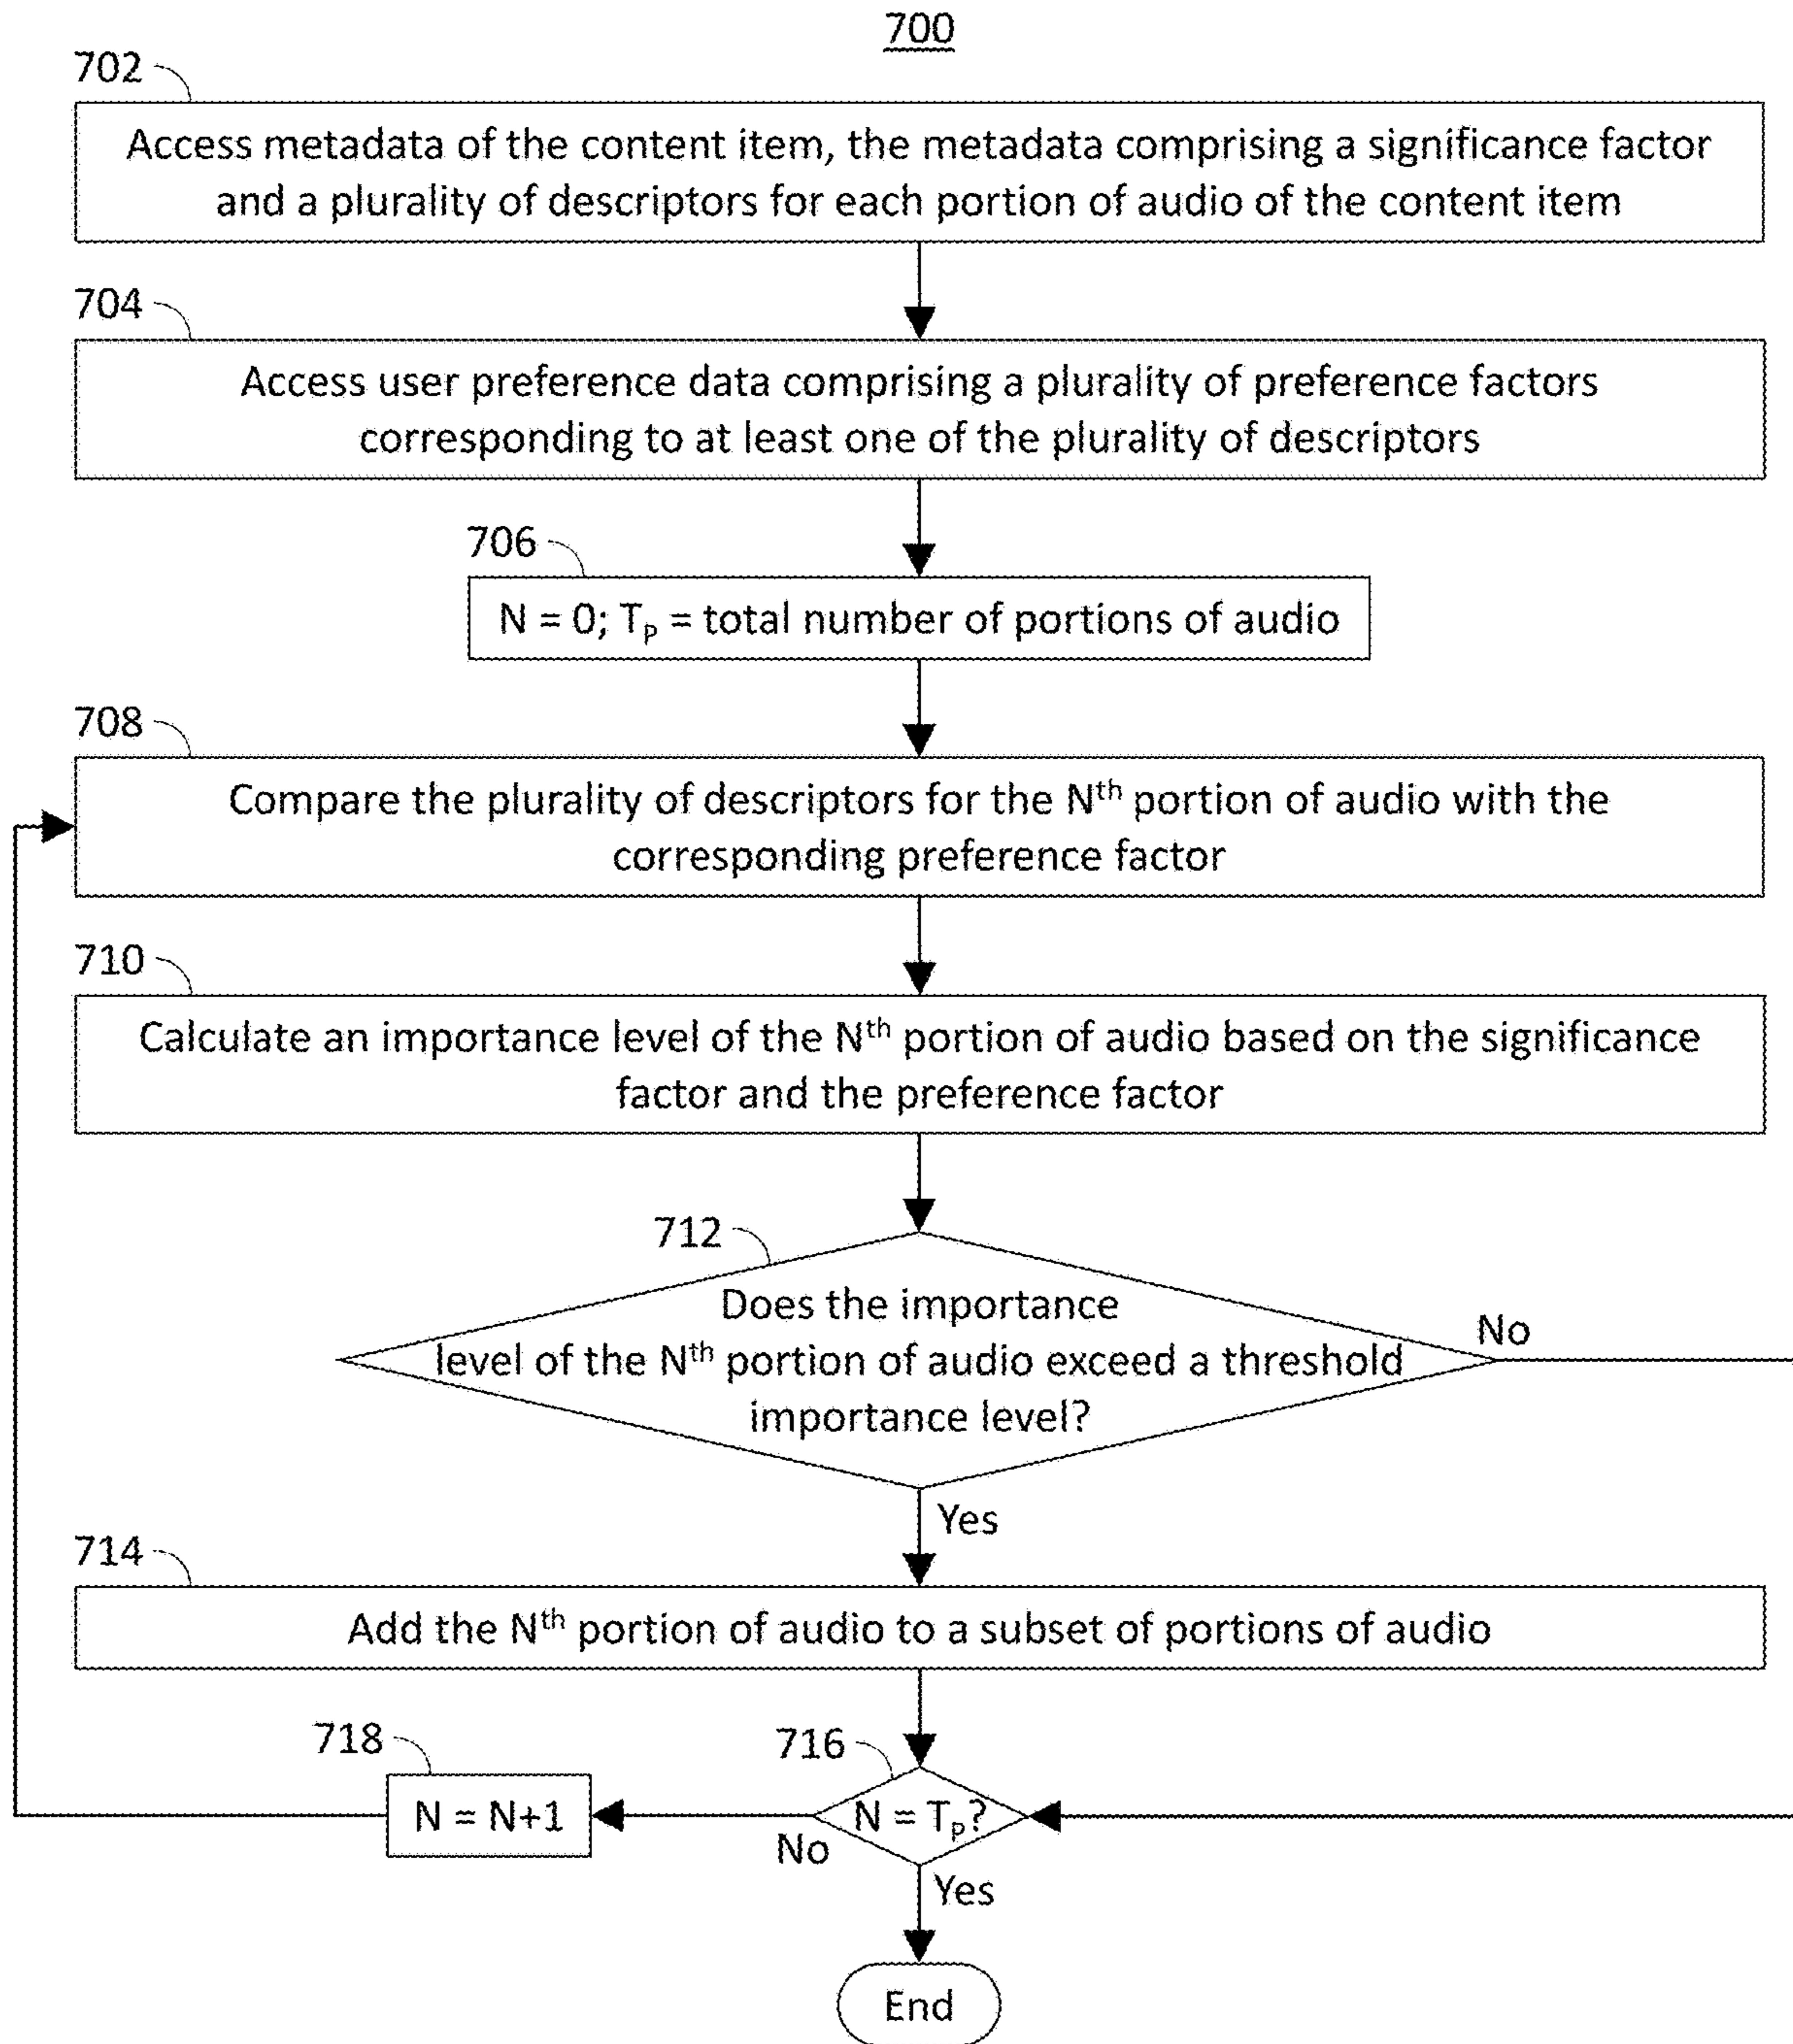 700
702
Access metadata of the content item, the metadata comprising a significance factor
and a plurality of descriptors for each portion of audio of the content item
704
Access user preference data comprising a plurality of preference factors
corresponding to at least one of the plurality of descriptors
706
N = 0; Tₚ = total number of portions of audio
708
Compare the plurality of descriptors for the Nᵗʰ portion of audio with the
corresponding preference factor
710
Calculate an importance level of the Nᵗʰ portion of audio based on the significance
factor and the preference factor
712
Does the importance
level of the Nᵗʰ portion of audio exceed a threshold
importance level?
No
Yes
714
Add the Nᵗʰ portion of audio to a subset of portions of audio
718
716
N = N+1
N = Tₚ?
No
Yes
End